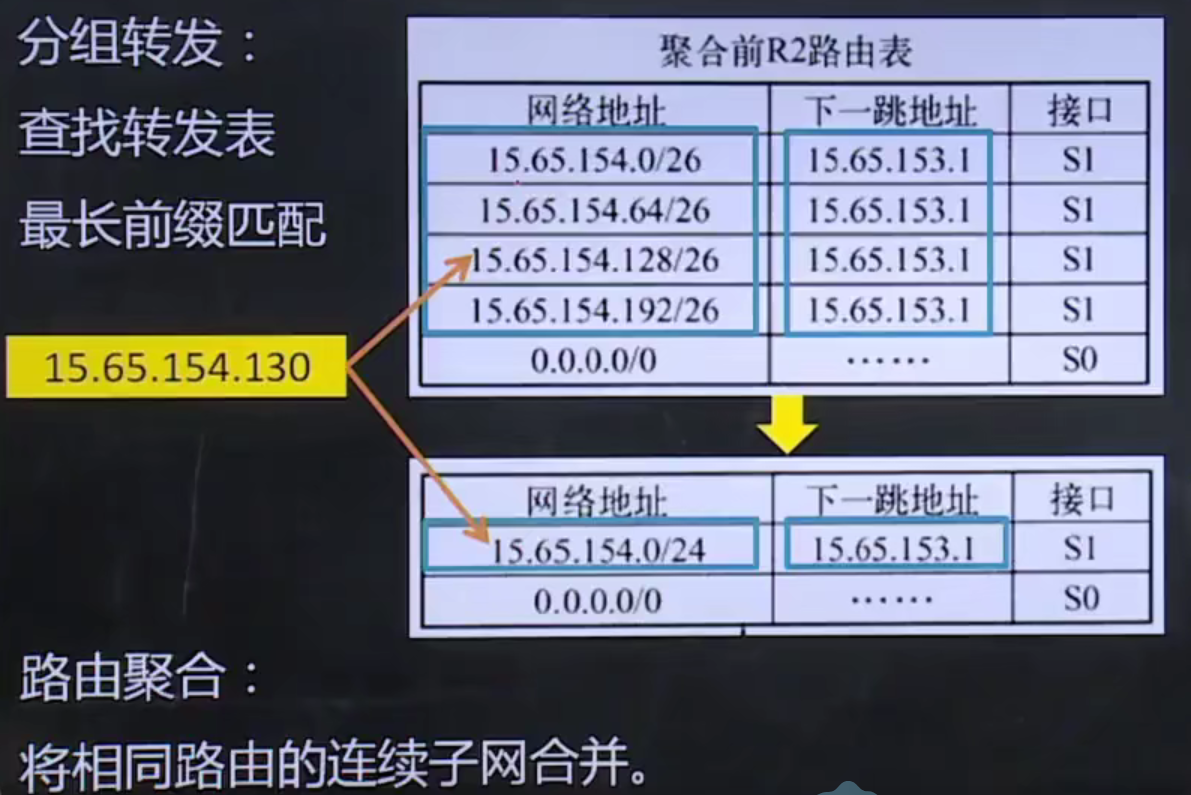 分组转发：
查找转发表
最长前缀匹配
15.65.154.130
聚合前R2路由表
网络地址 下一跳地址 接口
15.65.154.0/26 15.65.153.1 S1
15.65.154.64/26 15.65.153.1 S1
15.65.154.128/26 15.65.153.1 S1
15.65.154.192/26 15.65.153.1 S1
0.0.0.0/0 …… S0
网络地址 下一跳地址 接口
15.65.154.0/24 15.65.153.1 S1
0.0.0.0/0 …… S0
路由聚合：
将相同路由的连续子网合并。